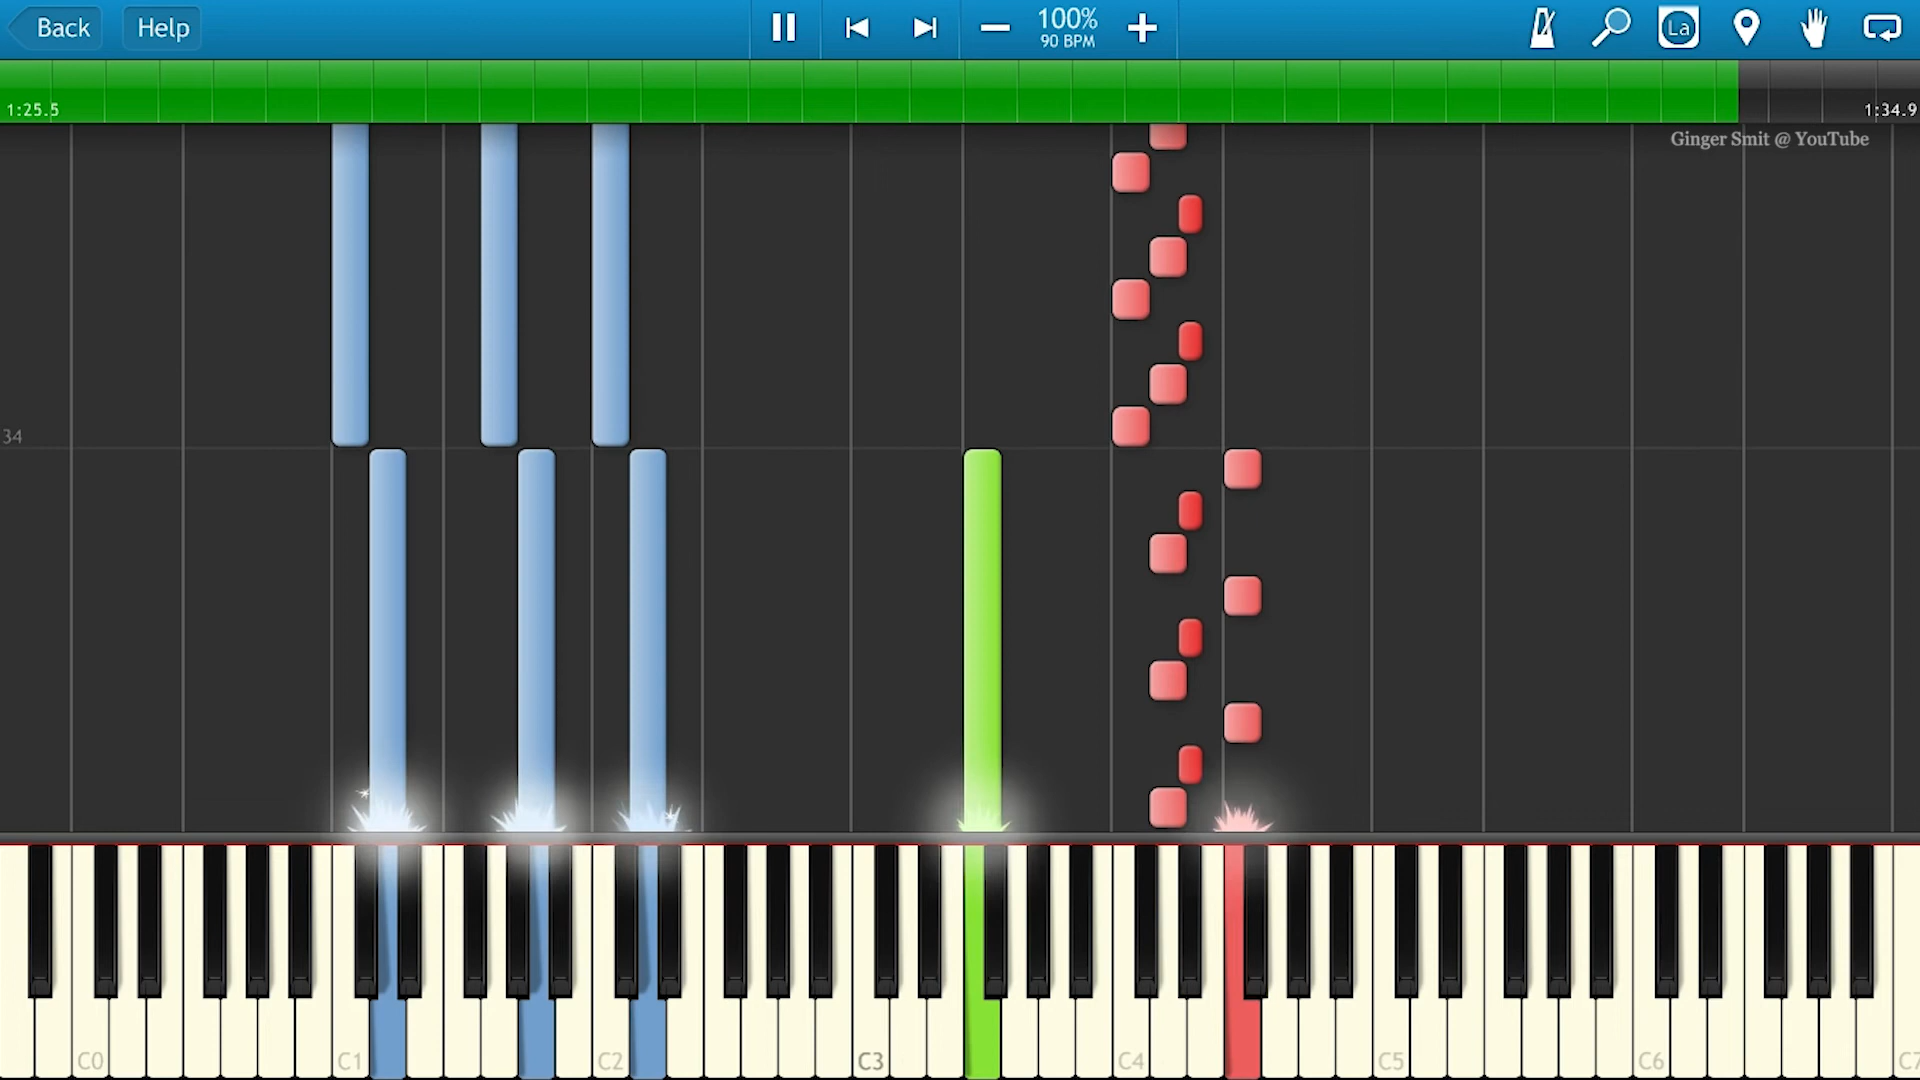 Back
Help
100%
90 BPM
La
1:25.5
1:34.9
Ginger Smit @ YouTube
34
C0
C1
C2
C3
C4
C5
C6
C7